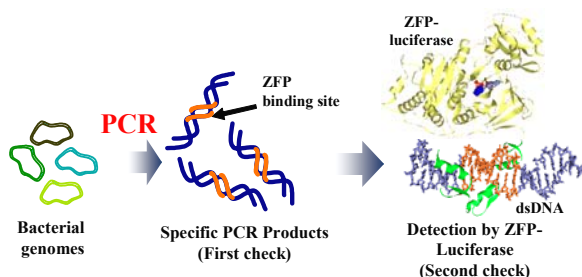 ZFP-
luciferase
ZFP
binding site
PCR
dsDNA
Bacterial
genomes
Specific PCR Products
(First check)
Detection by ZFP-
Luciferase
(Second check)